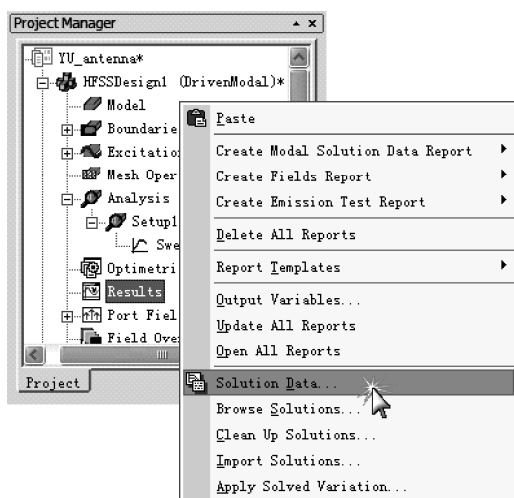 Project Manager
YU_antenna*
HFSSDesign1 (DrivenModal)*
Model
Boundarie
Excitatio
Mesh Oper
Analysis
Setup1
Swe
Optimetri
Results
Port Fiel
Field Ove
Project
Paste
Create Modal Solution Data Report
Create Fields Report
Create Emission Test Report
Delete All Reports
Report Templates
Output Variables...
Update All Reports
Open All Reports
Solution Data...
Browse Solutions...
Clean Up Solutions...
Import Solutions...
Apply Solved Variation...